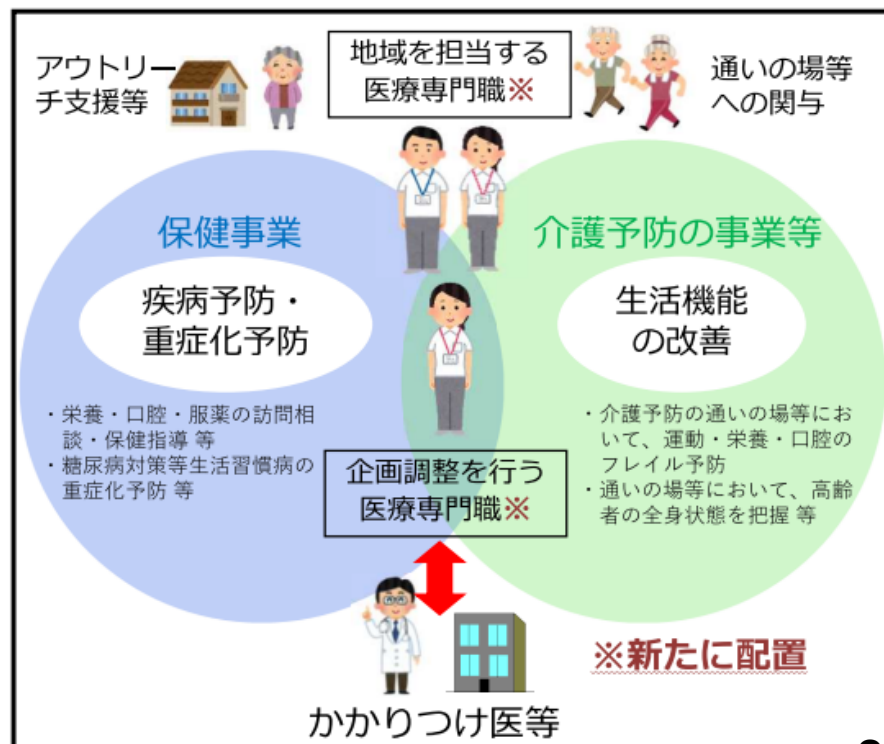 アウトリー
チ支援等
地域を担当する
医療専門職※
通いの場等
への関与
保健事業
介護予防の事業等
疾病予防・
重症化予防
生活機能
の改善
・栄養・口腔・服薬の訪問相
談・保健指導 等
・糖尿病対策等生活習慣病の
重症化予防 等
・介護予防の通いの場等にお
いて、運動・栄養・口腔の
フレイル予防
・通いの場等において、高齢
者の全身状態を把握 等
企画調整を行う
医療専門職※
※新たに配置
かかりつけ医等